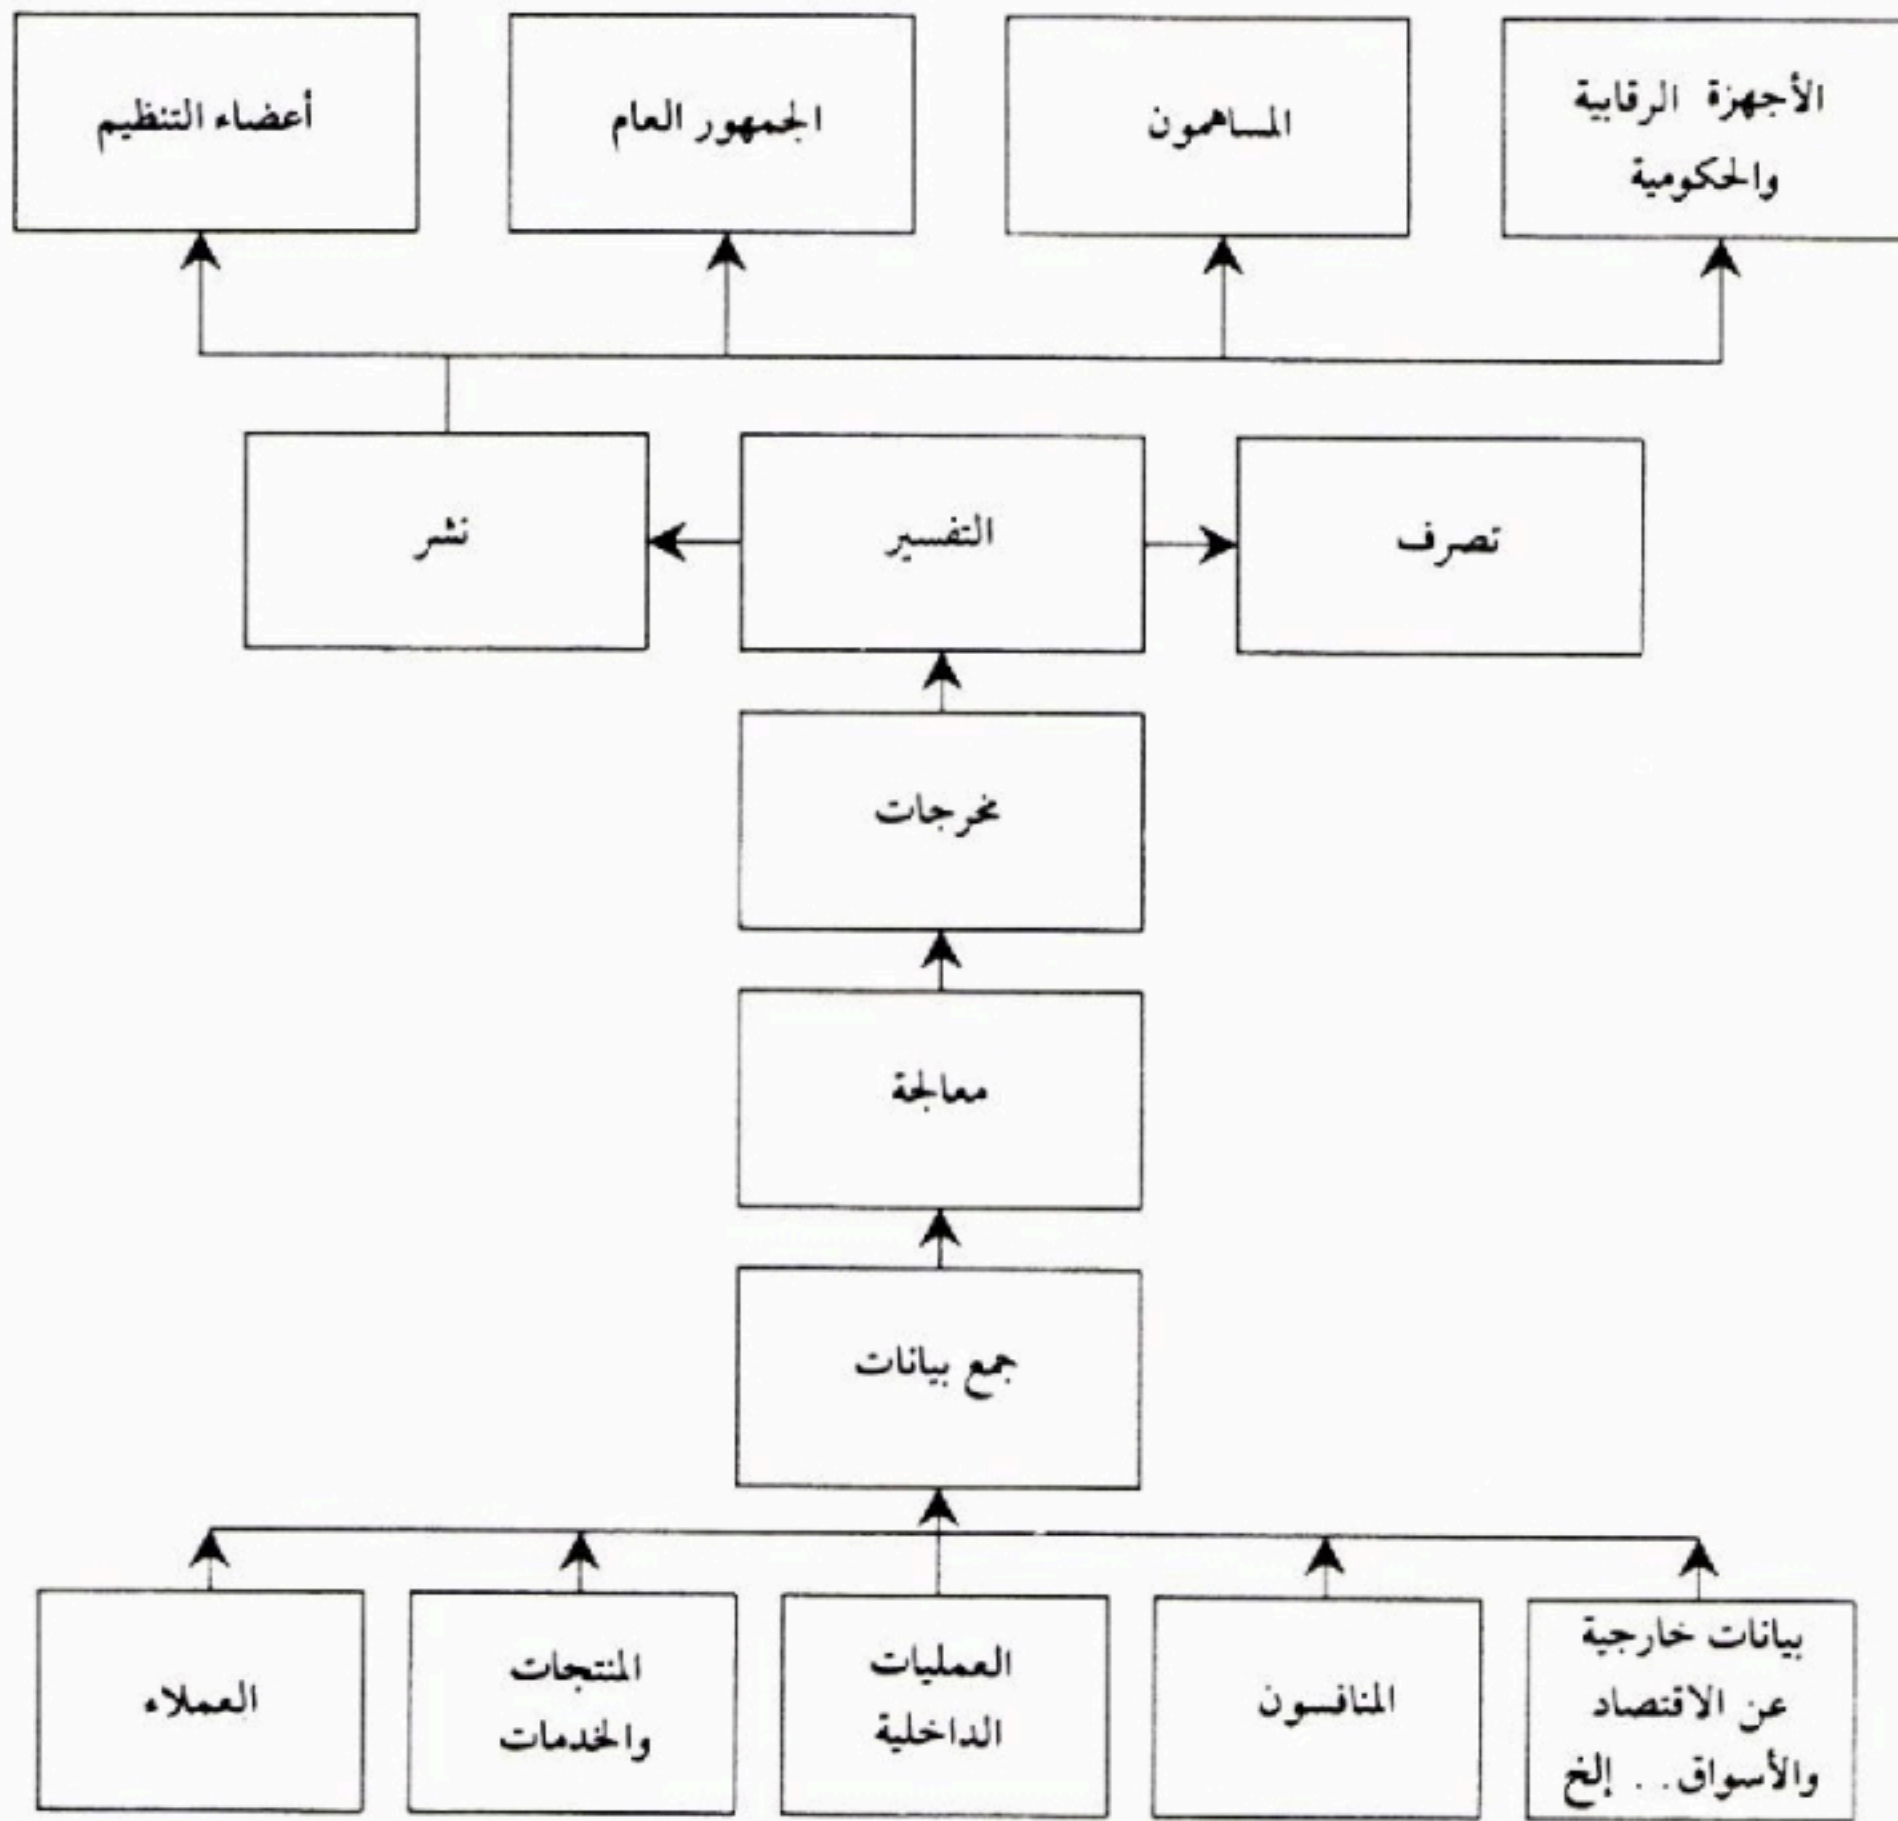 الأجهزة الرقابية
والحكومية
المساهمون
الجمهور العام
أعضاء التنظيم
تصرف
التفسير
نشر
مخرجات
معالجة
جمع بيانات
بيانات خارجية
عن الاقتصاد
والأسواق.. إلخ
المنافسون
العمليات
الداخلية
المنتجات
والخدمات
العملاء